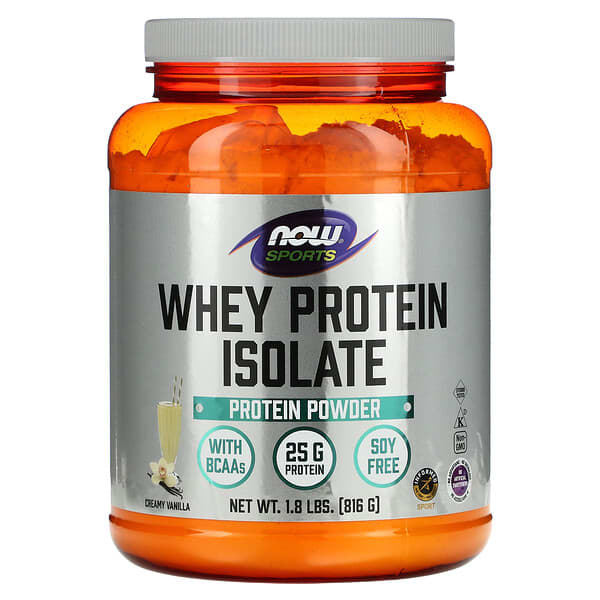 NOW®
SPORTS
WHEY PROTEIN
ISOLATE
PROTEIN POWDER
WITH
BCAAs
25 G
PROTEIN
SOY
FREE
K
D
Non-
GMO
CREAMY VANILLA
NET WT. 1.8 LBS. (816 G)
INFORMED
SPORT